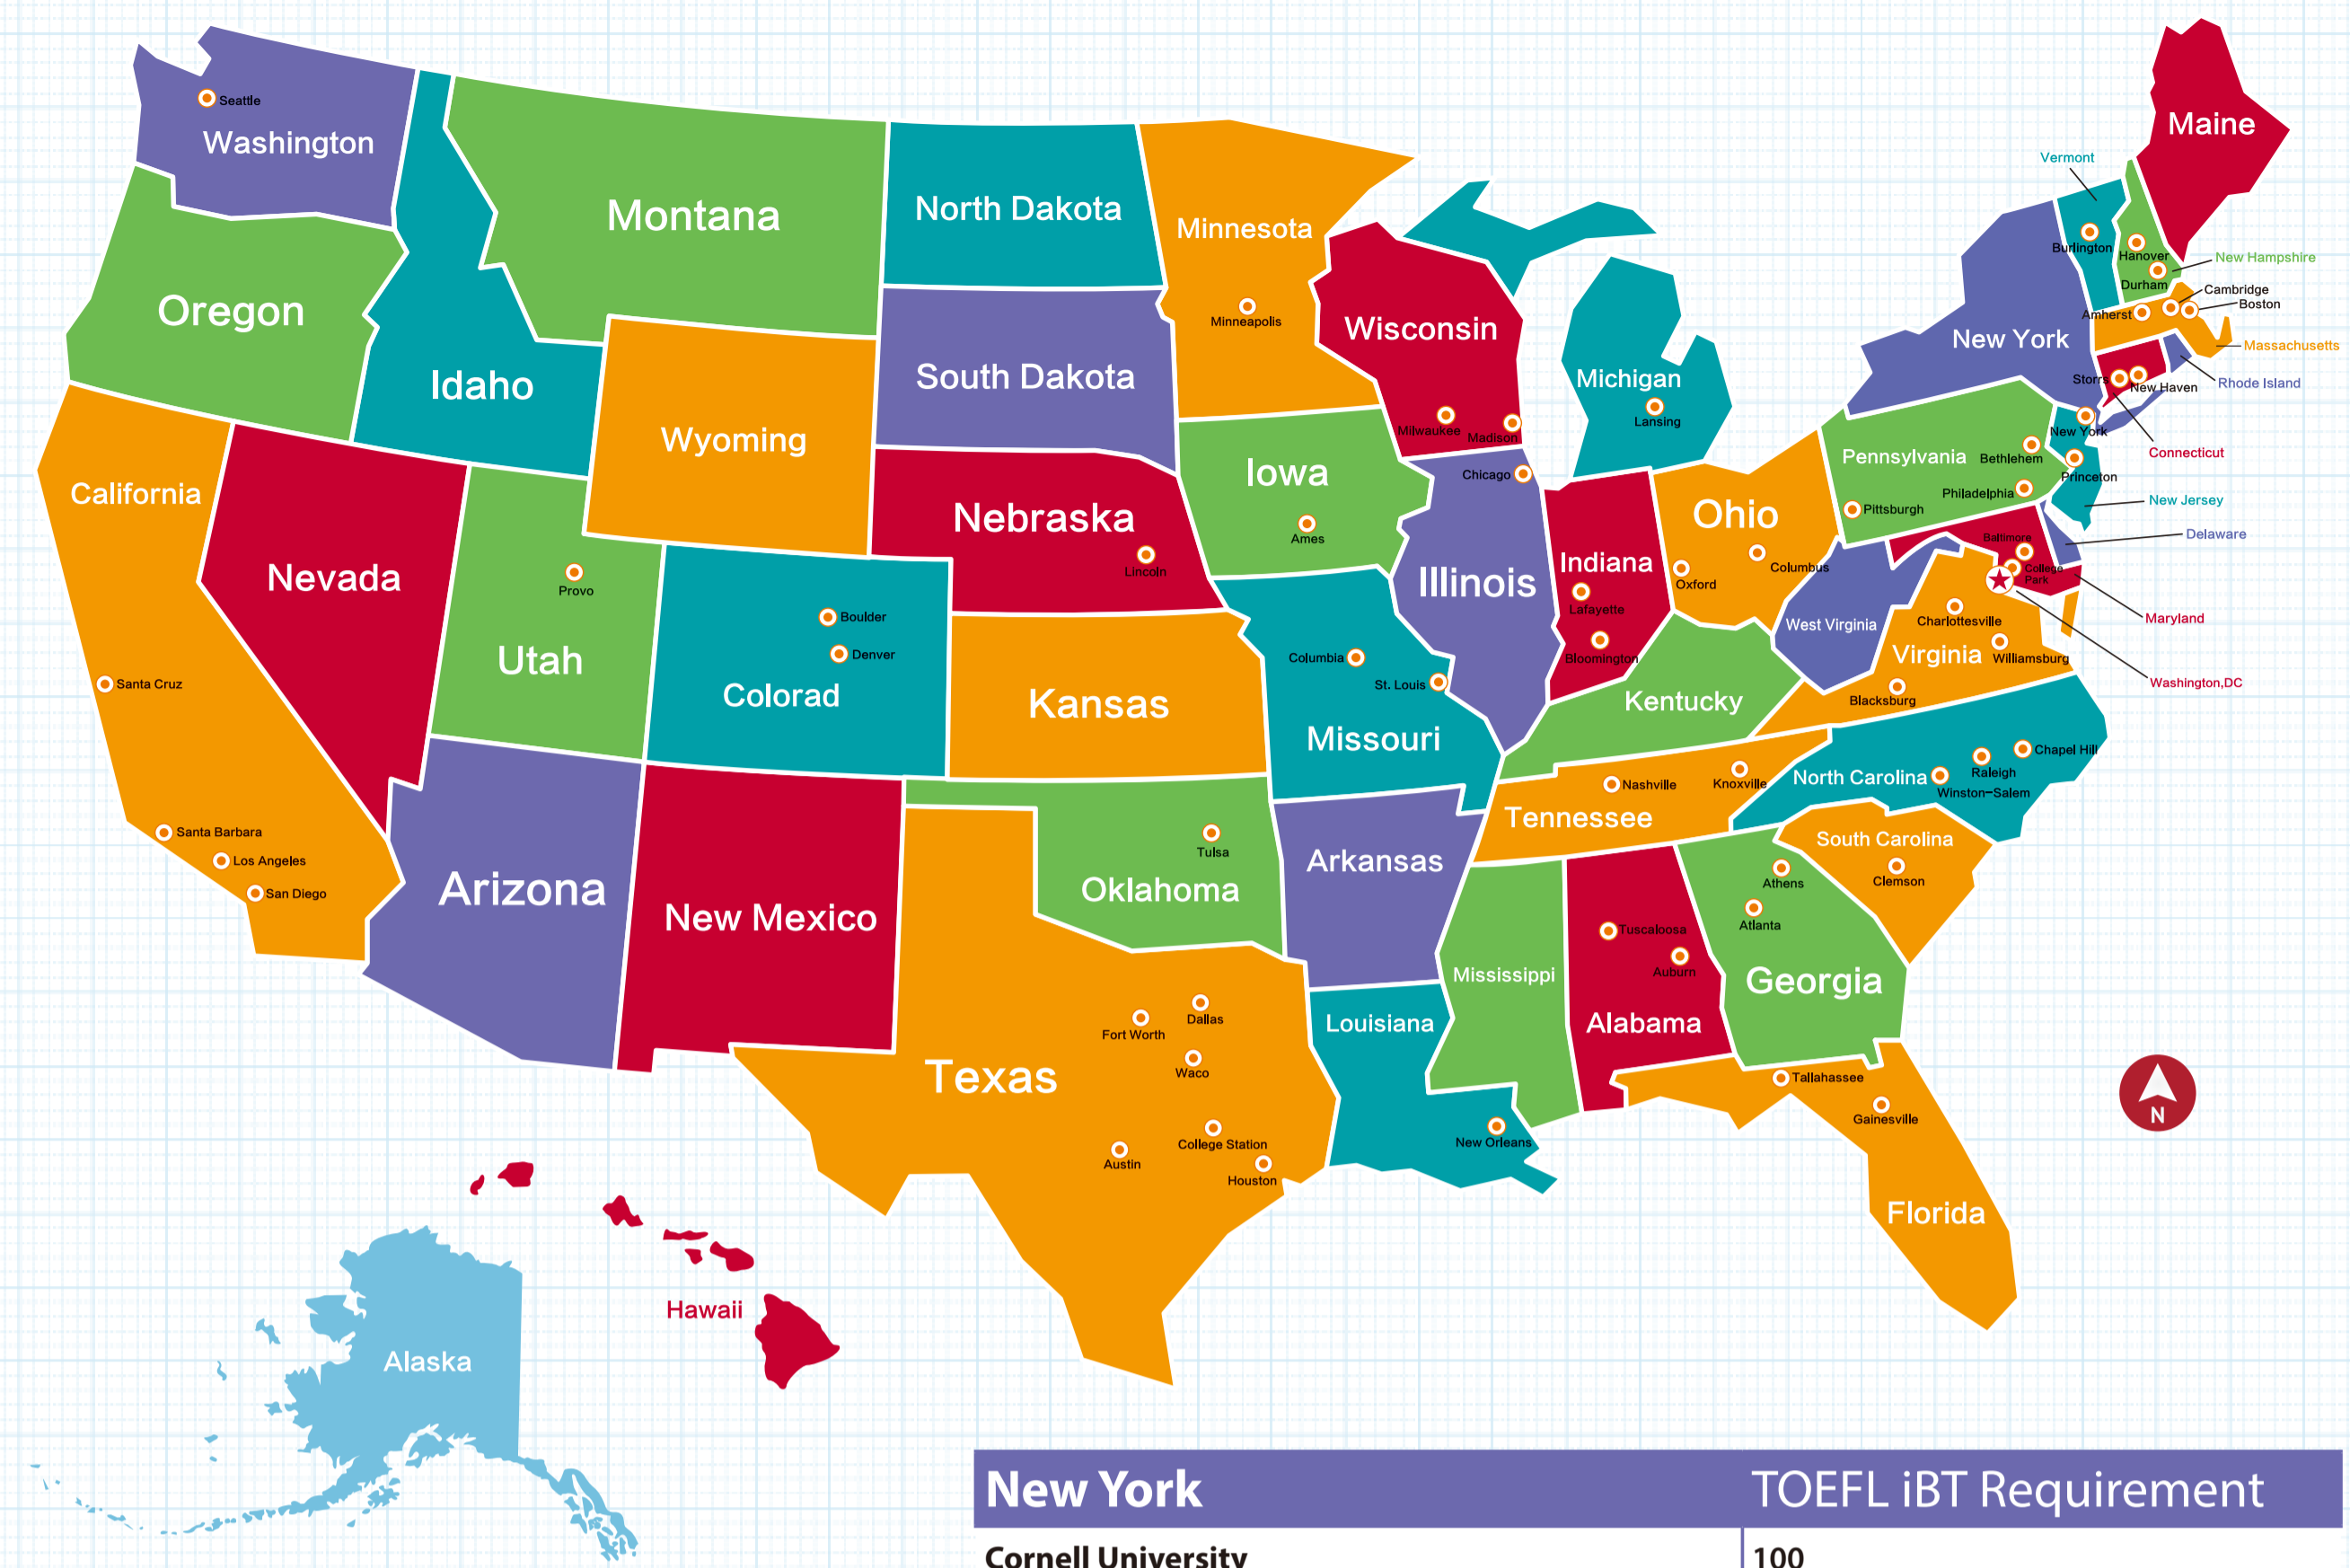 Seattle
Washington
Oregon
Idaho
Montana
North Dakota
South Dakota
Minnesota
Minneapolis
Wisconsin
Milwaukee
Madison
Michigan
Lansing
Maine
Vermont
Burlington
Hanover
New Hampshire
Durham
Cambridge
Boston
Amherst
Massachusetts
New York
Rhode Island
Storrs
New Haven
New York
Connecticut
California
Nevada
Wyoming
Nebraska
Lincoln
Iowa
Ames
Chicago
Illinois
Indiana
Lafayette
Bloomington
Ohio
Oxford
Columbus
Pennsylvania
Bethlehem
Princeton
Philadelphia
Pittsburgh
New Jersey
Delaware
Baltimore
College
Park
Maryland
Washington,DC
West Virginia
Charlottesville
Virginia
Williamsburg
Blacksburg
Provo
Utah
Boulder
Denver
Colorad
Kansas
Columbia
St. Louis
Missouri
Kentucky
Santa Cruz
Santa Barbara
Los Angeles
San Diego
Arizona
New Mexico
Tulsa
Oklahoma
Arkansas
Nashville
Knoxville
Tennessee
North Carolina
Chapel Hill
Raleigh
Winston-Salem
South Carolina
Clemson
Athens
Atlanta
Georgia
Tuscaloosa
Auburn
Alabama
Mississippi
Louisiana
New Orleans
Dallas
Fort Worth
Waco
Texas
College Station
Austin
Houston
Tallahassee
Gainesville
Florida
N
Hawaii
Alaska
New York
TOEFL iBT Requirement
Cornell University
100